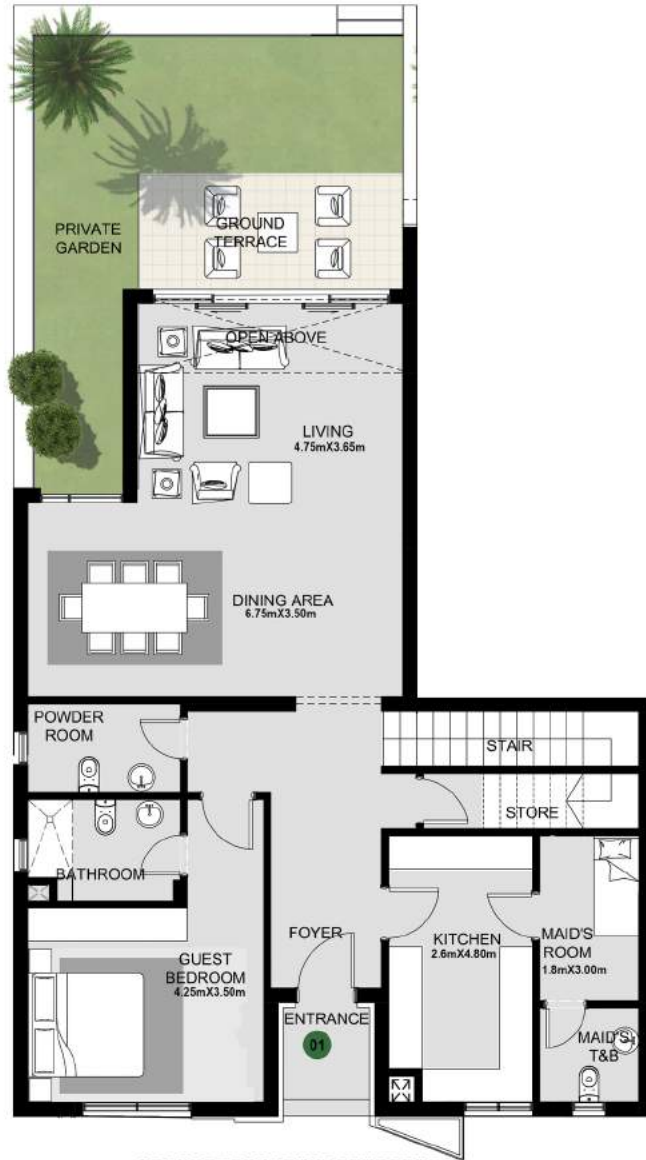 PRIVATE
GARDEN
GROUND
TERRACE
OPEN ABOVE
LIVING
4.75mX3.65m
DINING AREA
6.75mX3.50m
POWDER
ROOM
STAIR
STORE
BATHROOM
FOYER
GUEST
BEDROOM
4.25mX3.50m
KITCHEN
2.6mX4.80m
MAID'S
ROOM
1.8mX3.00m
ENTRANCE
01
MAID'S
T&B